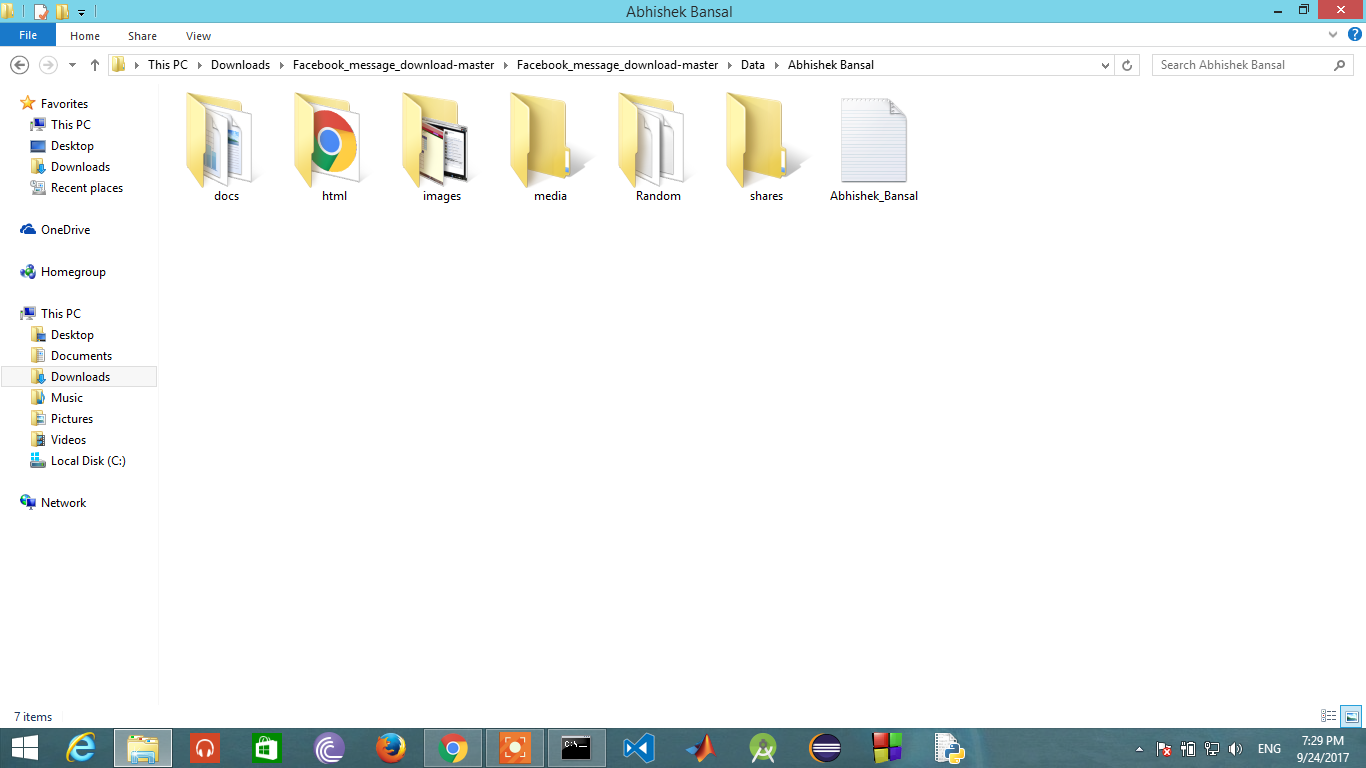 Abhishek Bansal
File Home Share View
This PC Downloads Facebook_message_download-master Facebook_message_download-master Data Abhishek Bansal
Search Abhishek Bansal
Favorites
This PC
Desktop
Downloads
Recent places
OneDrive
Homegroup
This PC
Desktop
Documents
Downloads
Music
Pictures
Videos
Local Disk (C:)
Network
docs html images media Random shares Abhishek_Bansal
7 items
C:\_
ENG
7:29 PM
9/24/2017